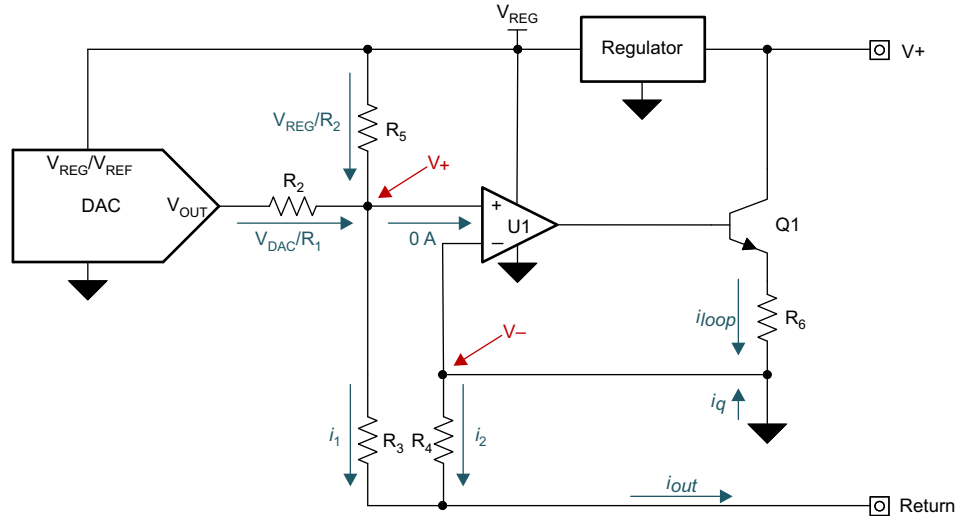 V_REG
Regulator
V+
V_REG/R_2
R_5
V_REG/V_REF
DAC
V_OUT
R_2
V_DAC/R_1
V+
0 A
+
U1
−
Q1
i_loop
R_6
V−
i_q
i_1
R_3
R_4
i_2
i_out
Return